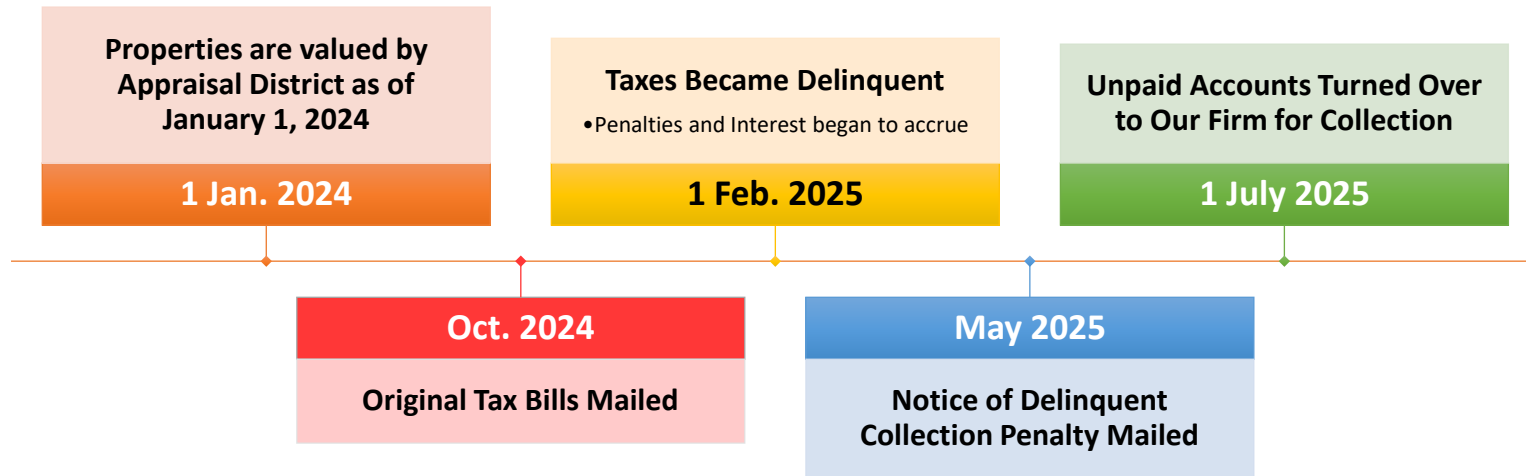 Properties are valued by
Appraisal District as of
January 1, 2024
1 Jan. 2024
Oct. 2024
Original Tax Bills Mailed
Taxes Became Delinquent
•Penalties and Interest began to accrue
1 Feb. 2025
May 2025
Notice of Delinquent
Collection Penalty Mailed
Unpaid Accounts Turned Over
to Our Firm for Collection
1 July 2025